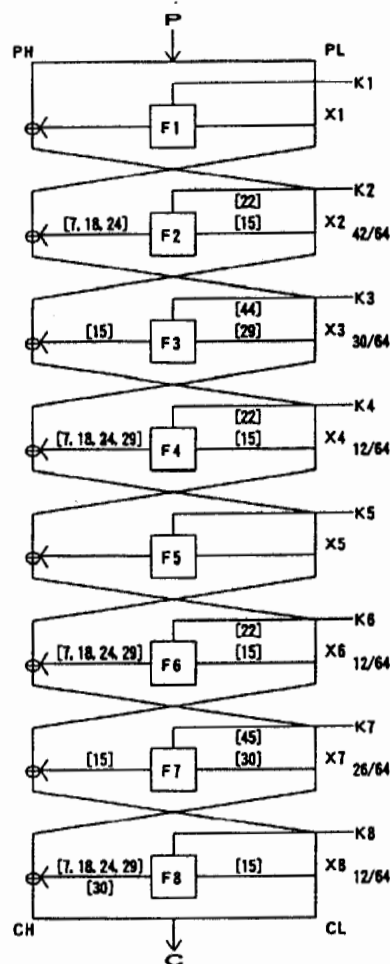 P
PH PL
K1
F1 X1
K2
[22]
[7, 18, 24] F2 [15] X2 42/64
K3
[44]
[15] F3 [29] X3 30/64
K4
[22]
[7, 18, 24, 29] F4 [15] X4 12/64
K5
F5 X5
K6
[22]
[7, 18, 24, 29] F6 [15] X6 12/64
K7
[45]
[15] F7 [30] X7 26/64
K8
[7, 18, 24, 29] F8 [15] X8 12/64
[30]
CH CL
C